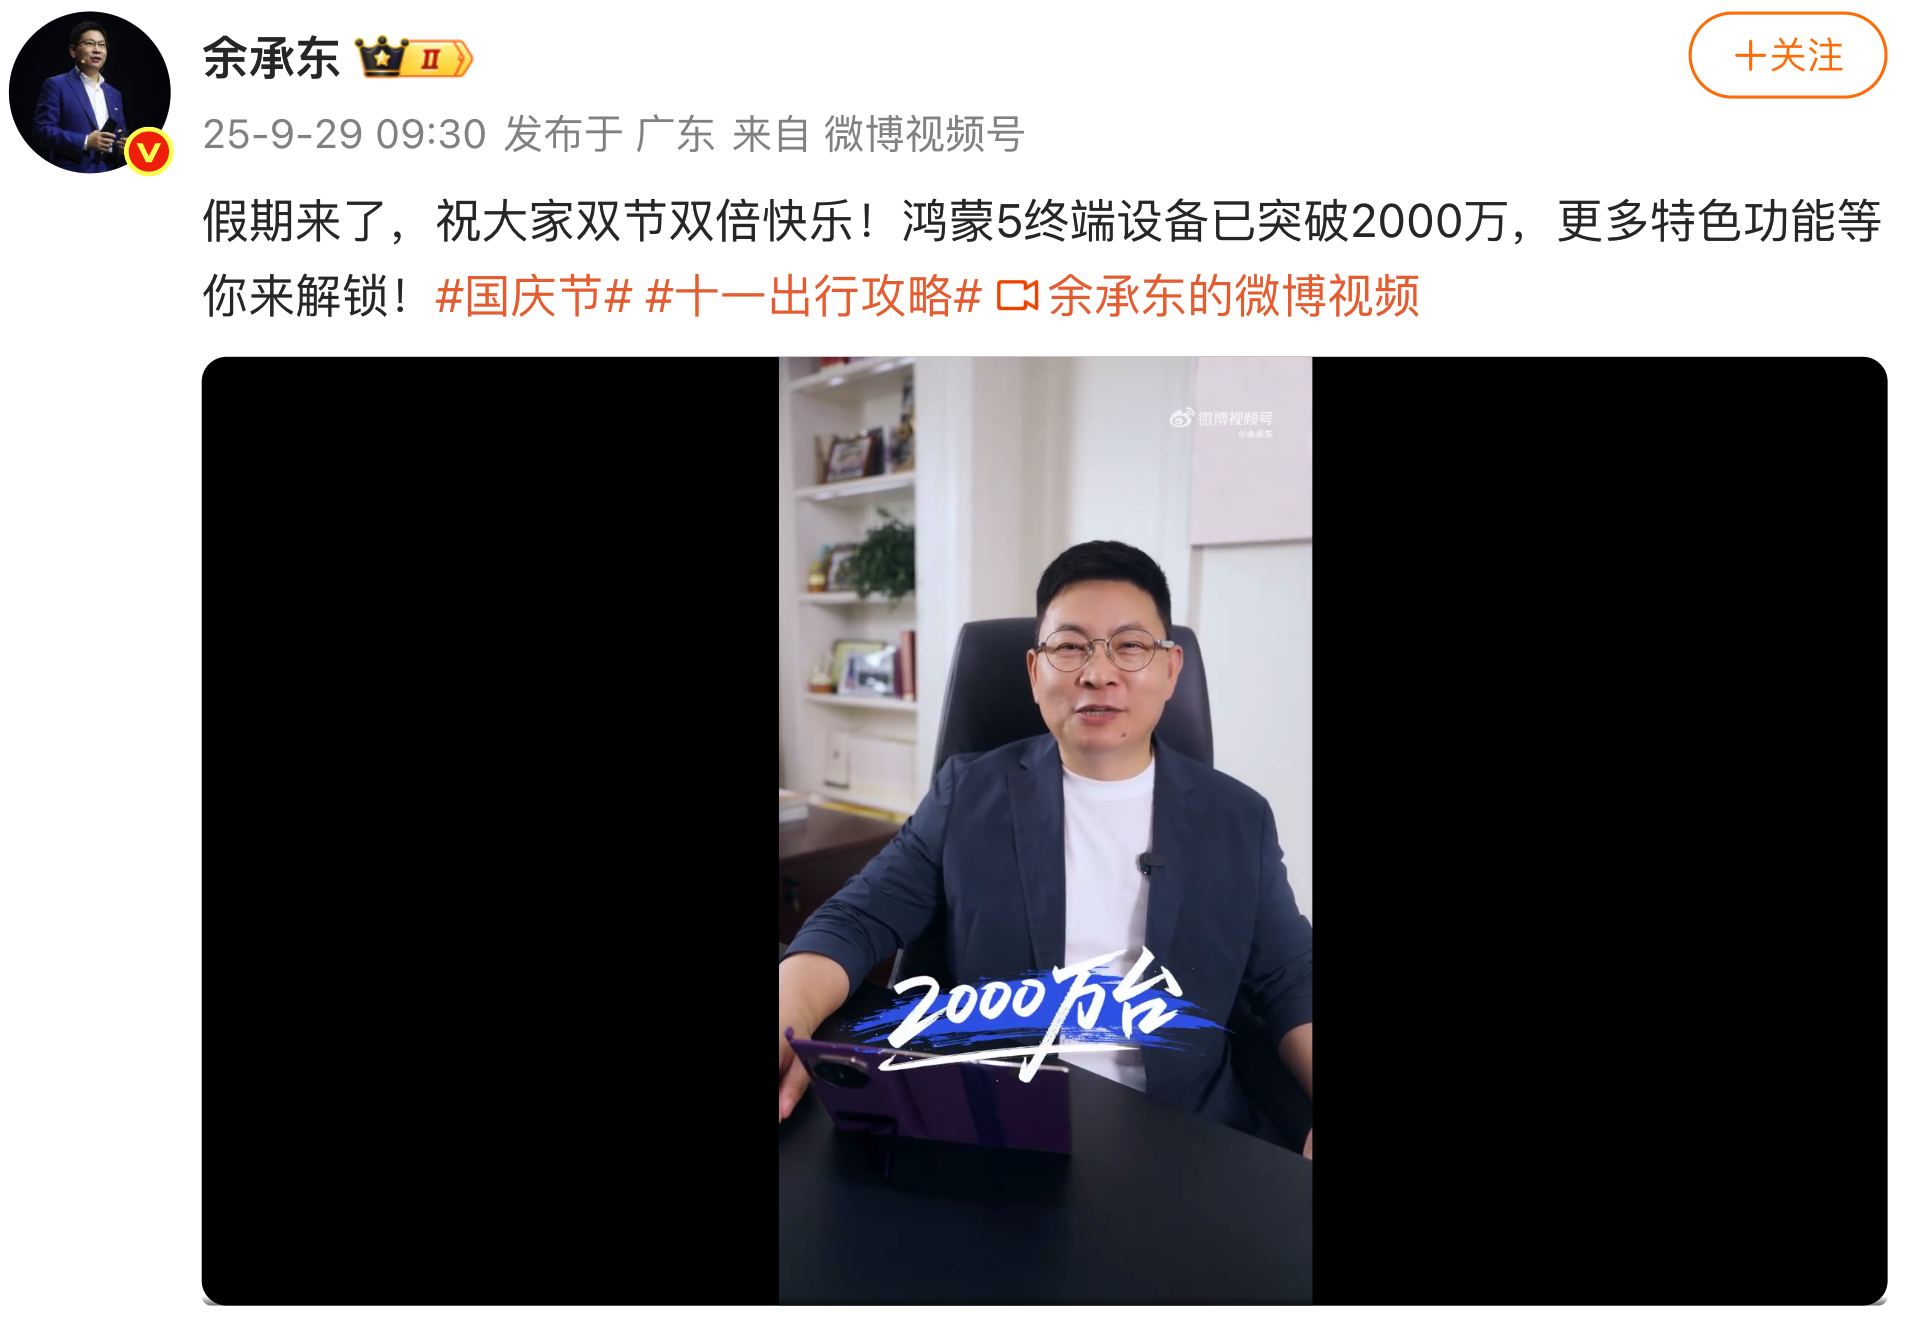 余承东 II
+关注
25-9-29 09:30 发布于 广东 来自 微博视频号
假期来了，祝大家双节双倍快乐！鸿蒙5终端设备已突破2000万，更多特色功能等
你来解锁！#国庆节# #十一出行攻略# 余承东的微博视频
微博视频号
@余承东
2000万台